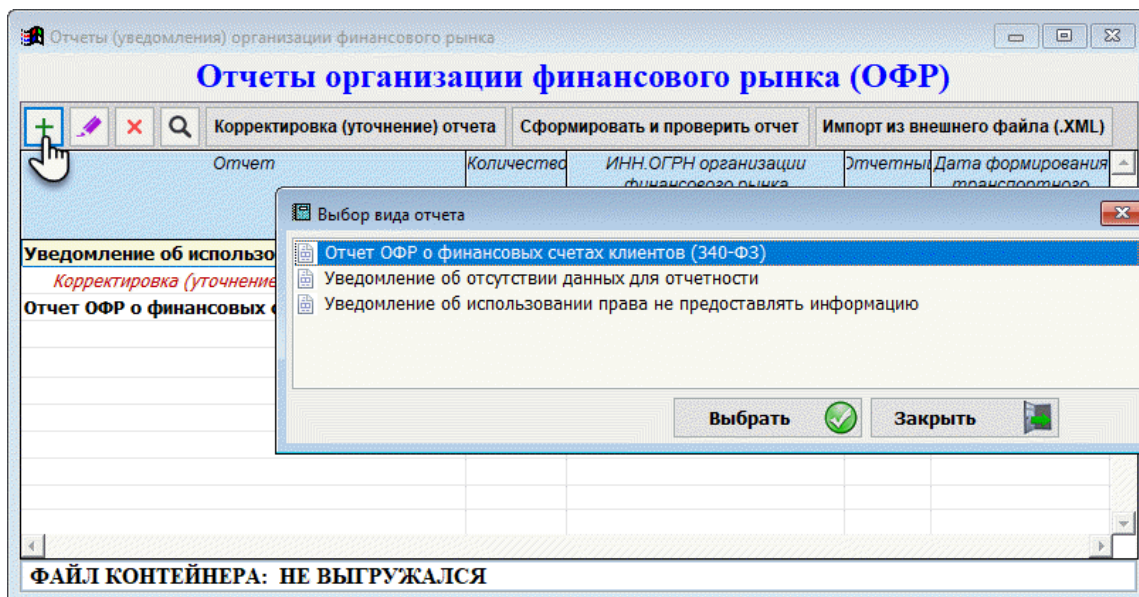 Отчеты (уведомления) организации финансового рынка
Отчеты организации финансового рынка (ОФР)
Корректировка (уточнение) отчета Сформировать и проверить отчет Импорт из внешнего файла (.XML)
Отчет Количество ИНН.ОГРН организации Отчетны Дата формирования
финансового рынка транспортного
Выбор вида отчета
Отчет ОФР о финансовых счетах клиентов (340-ФЗ)
Уведомление об отсутствии данных для отчетности
Уведомление об использовании права не предоставлять информацию
Выбрать Закрыть
Уведомление об использо
Корректировка (уточнение
Отчет ОФР о финансовых
ФАЙЛ КОНТЕЙНЕРА: НЕ ВЫГРУЖАЛСЯ